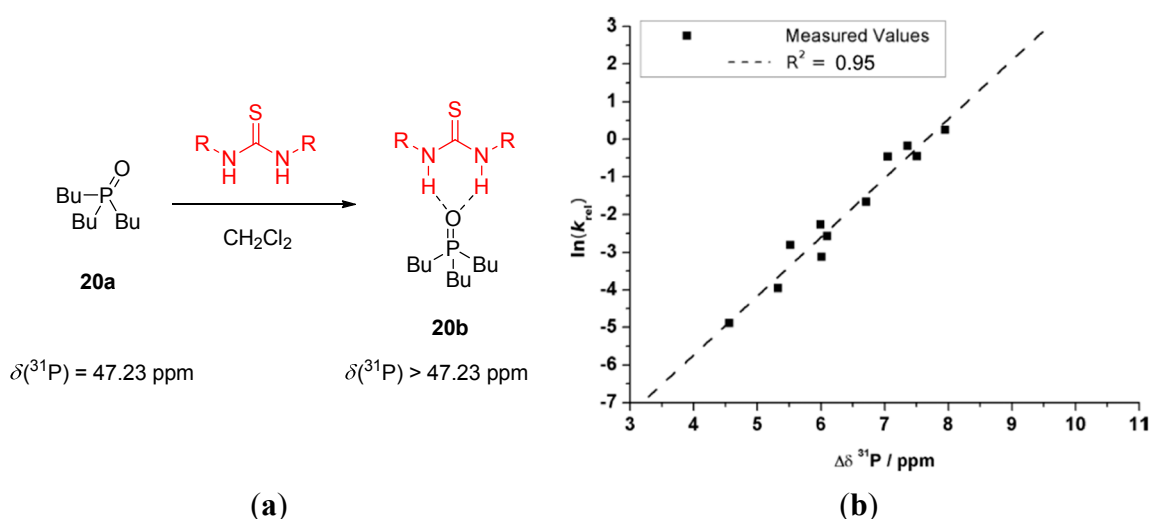 S
R N N R
H H
CH2Cl2
O
P
Bu
Bu Bu
20a
δ(31P) = 47.23 ppm
S
R N N R
H H
O
P
Bu Bu
Bu
20b
δ(31P) > 47.23 ppm
(a)
Measured Values
R2 = 0.95
ln(krel)
3
2
1
0
-1
-2
-3
-4
-5
-6
-7
3 4 5 6 7 8 9 10 11
Δδ 31P / ppm
(b)